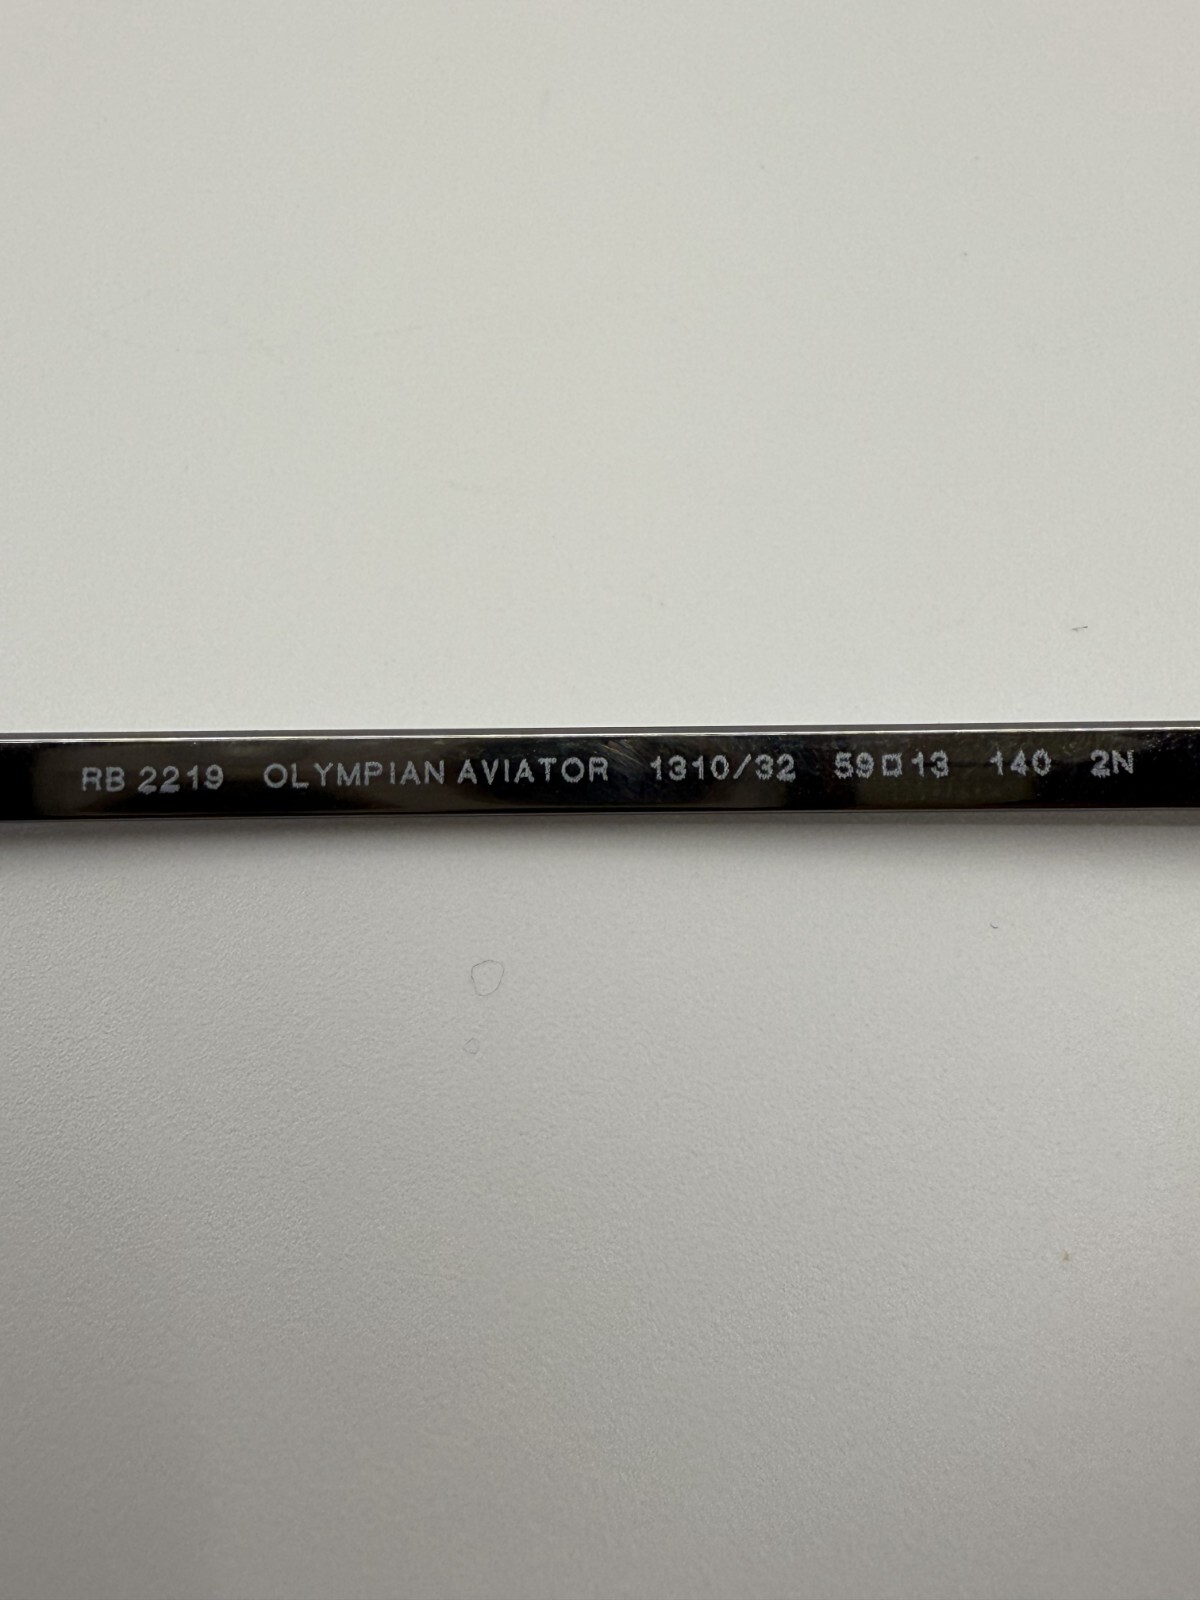 RB 2219 OLYMPIAN AVIATOR 1310/32 59□13 140 2N